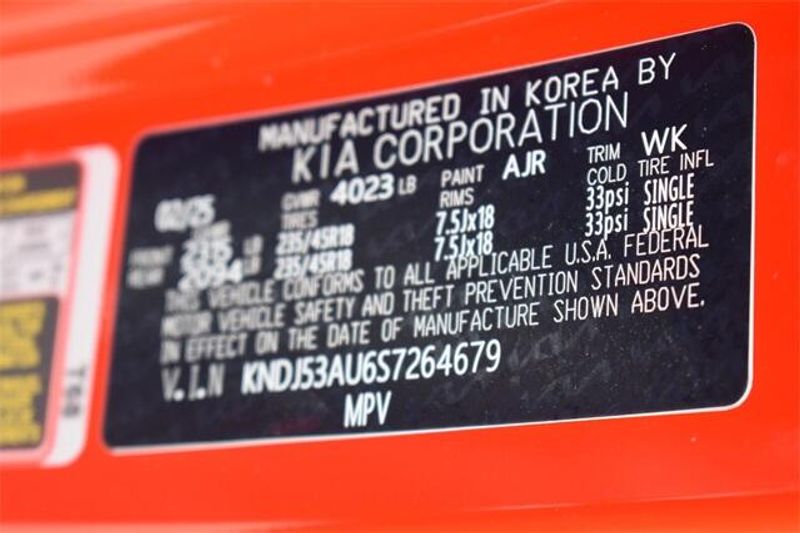 MANUFACTURED IN KOREA BY
KIA CORPORATION
02/25 GVWR 4023 LB PAINT AJR TRIM WK
TIRES RIMS COLD TIRE INFL
FRONT LB 235/45R18 7.5Jx18 33psi SINGLE
REAR 2094 LB 235/45R18 7.5Jx18 33psi SINGLE
THIS VEHICLE CONFORMS TO ALL APPLICABLE U.S.A. FEDERAL
MOTOR VEHICLE SAFETY AND THEFT PREVENTION STANDARDS
IN EFFECT ON THE DATE OF MANUFACTURE SHOWN ABOVE.
V.I.N KNDJ53AU6S7264679
MPV